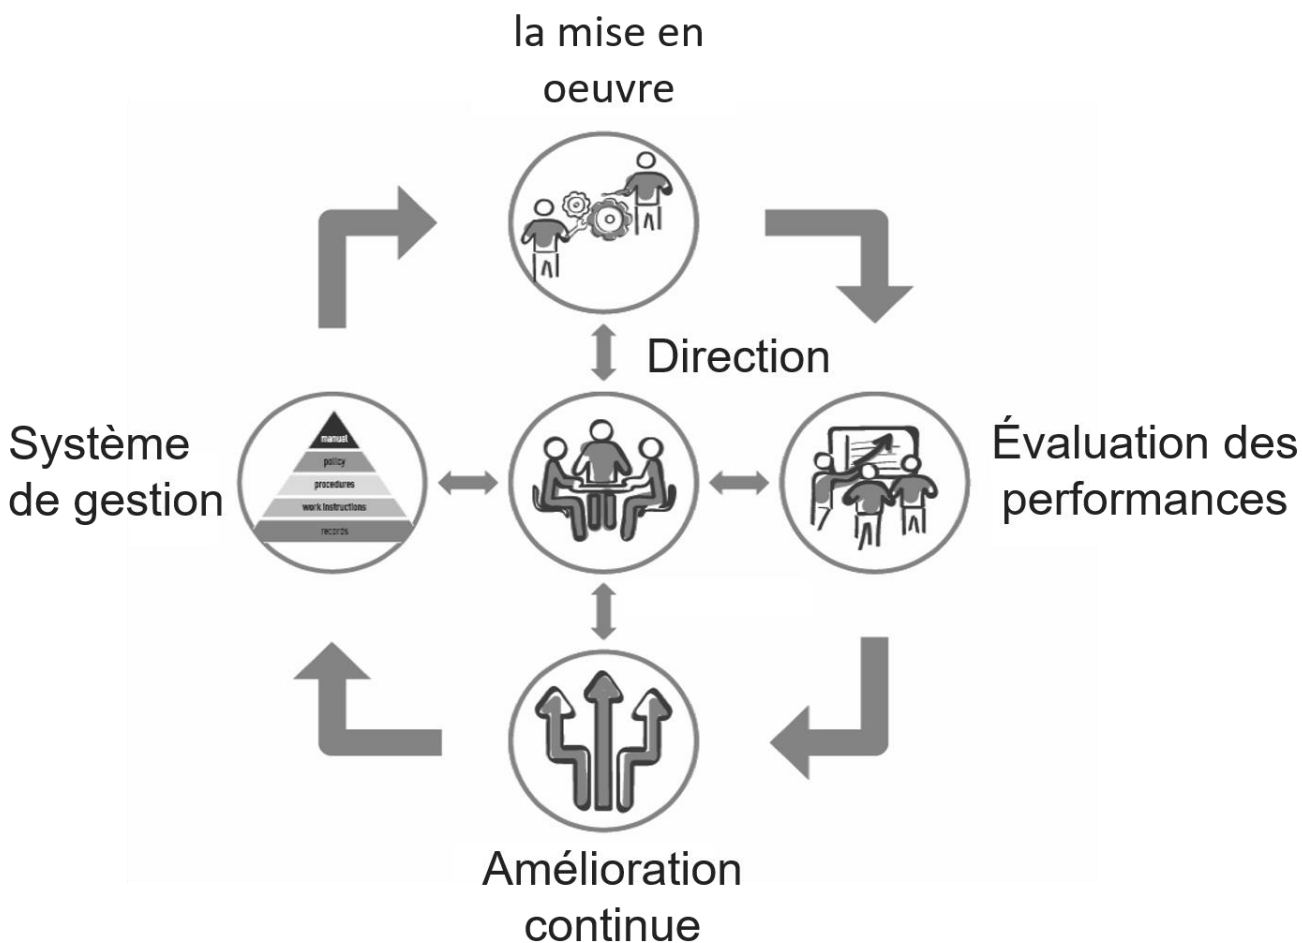 la mise en
oeuvre
Direction
Système
de gestion
manual
policy
procedures
work instructions
records
Évaluation des
performances
Amélioration
continue